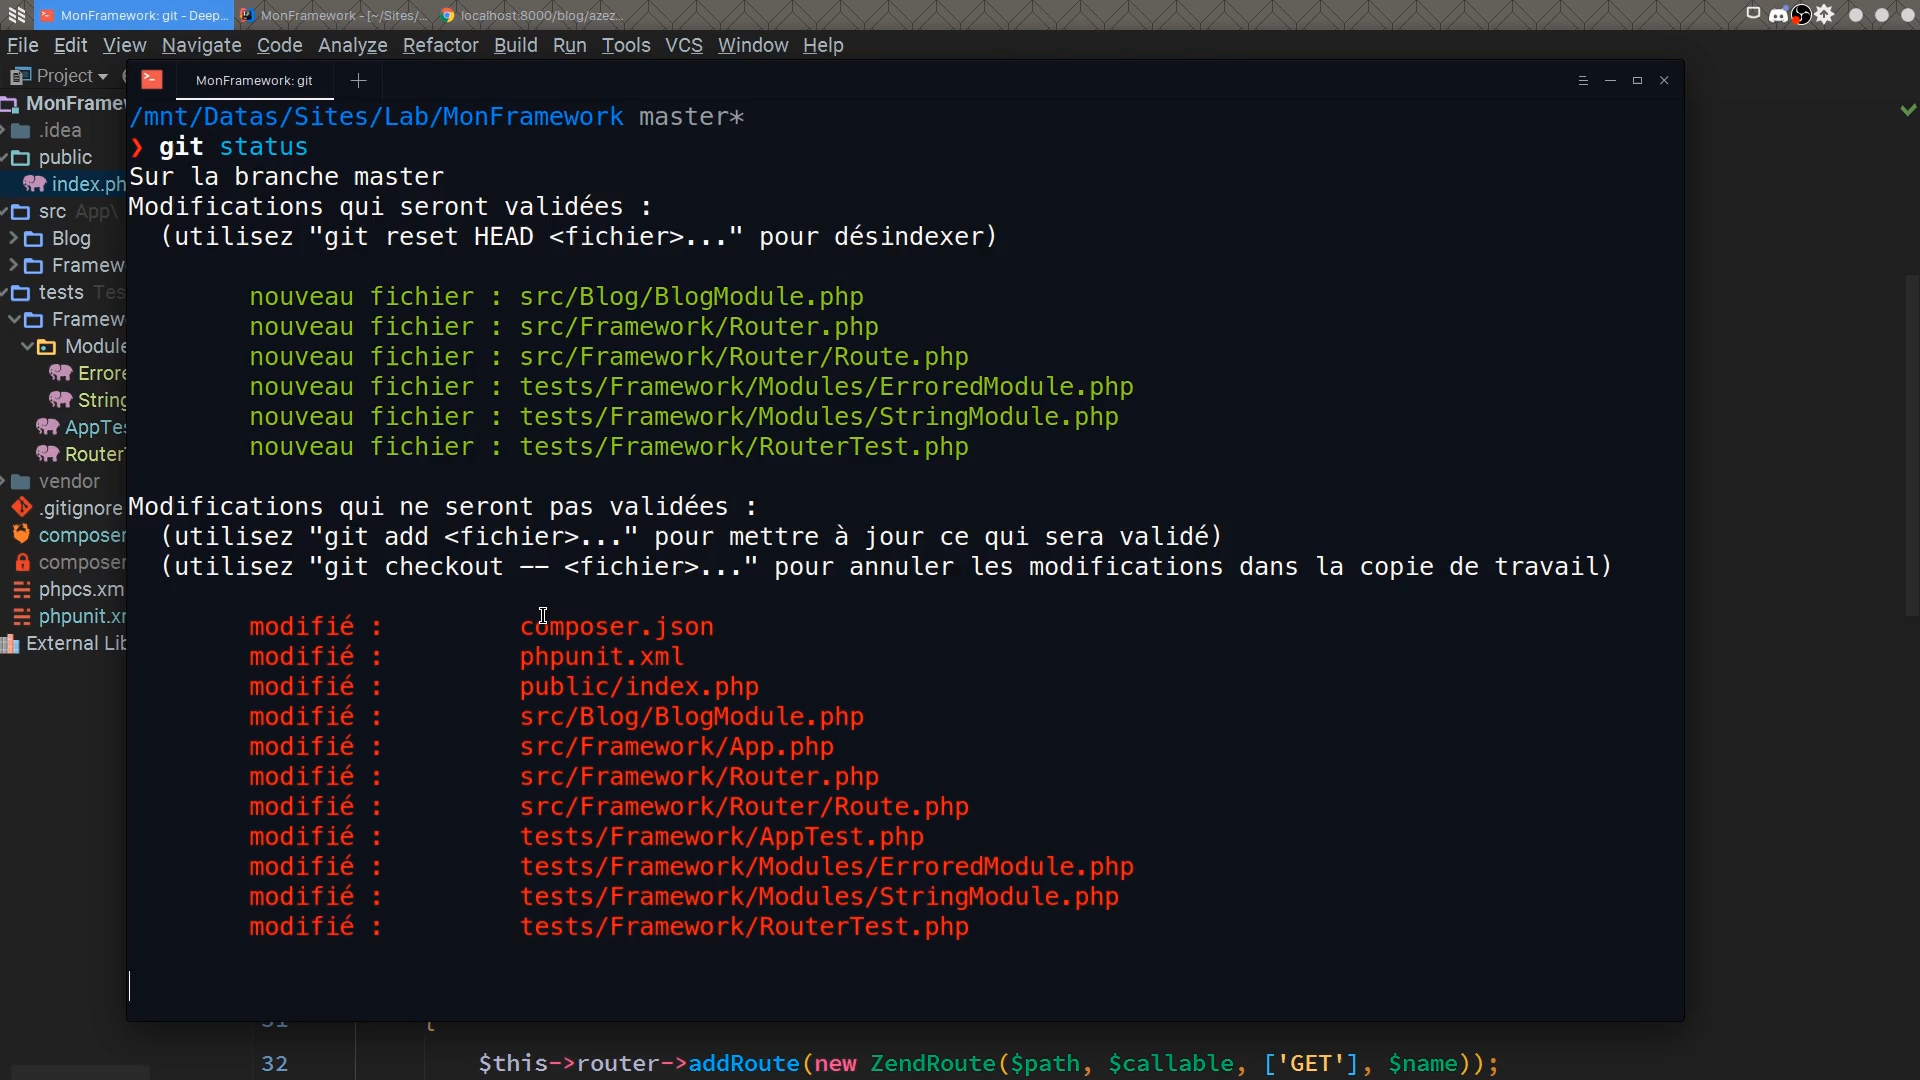 MonFramework: git - Deep...
MonFramework - [~/Sites/...
localhost:8000/blog/azez...
File Edit View Navigate Code Analyze Refactor Build Run Tools VCS Window Help
Project
MonFramework: git
MonFramew
.idea
public
index.ph
src App\
Blog
Framew
tests Tes
Framew
Module
Errore
String
AppTes
Router
vendor
.gitignore
composer
composer
phpcs.xm
phpunit.xr
External Lib
/mnt/Datas/Sites/Lab/MonFramework master*
❯ git status
Sur la branche master
Modifications qui seront validées :
(utilisez "git reset HEAD <fichier>..." pour désindexer)
nouveau fichier : src/Blog/BlogModule.php
nouveau fichier : src/Framework/Router.php
nouveau fichier : src/Framework/Router/Route.php
nouveau fichier : tests/Framework/Modules/ErroredModule.php
nouveau fichier : tests/Framework/Modules/StringModule.php
nouveau fichier : tests/Framework/RouterTest.php
Modifications qui ne seront pas validées :
(utilisez "git add <fichier>..." pour mettre à jour ce qui sera validé)
(utilisez "git checkout -- <fichier>..." pour annuler les modifications dans la copie de travail)
modifié : composer.json
modifié : phpunit.xml
modifié : public/index.php
modifié : src/Blog/BlogModule.php
modifié : src/Framework/App.php
modifié : src/Framework/Router.php
modifié : src/Framework/Router/Route.php
modifié : tests/Framework/AppTest.php
modifié : tests/Framework/Modules/ErroredModule.php
modifié : tests/Framework/Modules/StringModule.php
modifié : tests/Framework/RouterTest.php
31 {
32 $this->router->addRoute(new ZendRoute($path, $callable, ['GET'], $name));